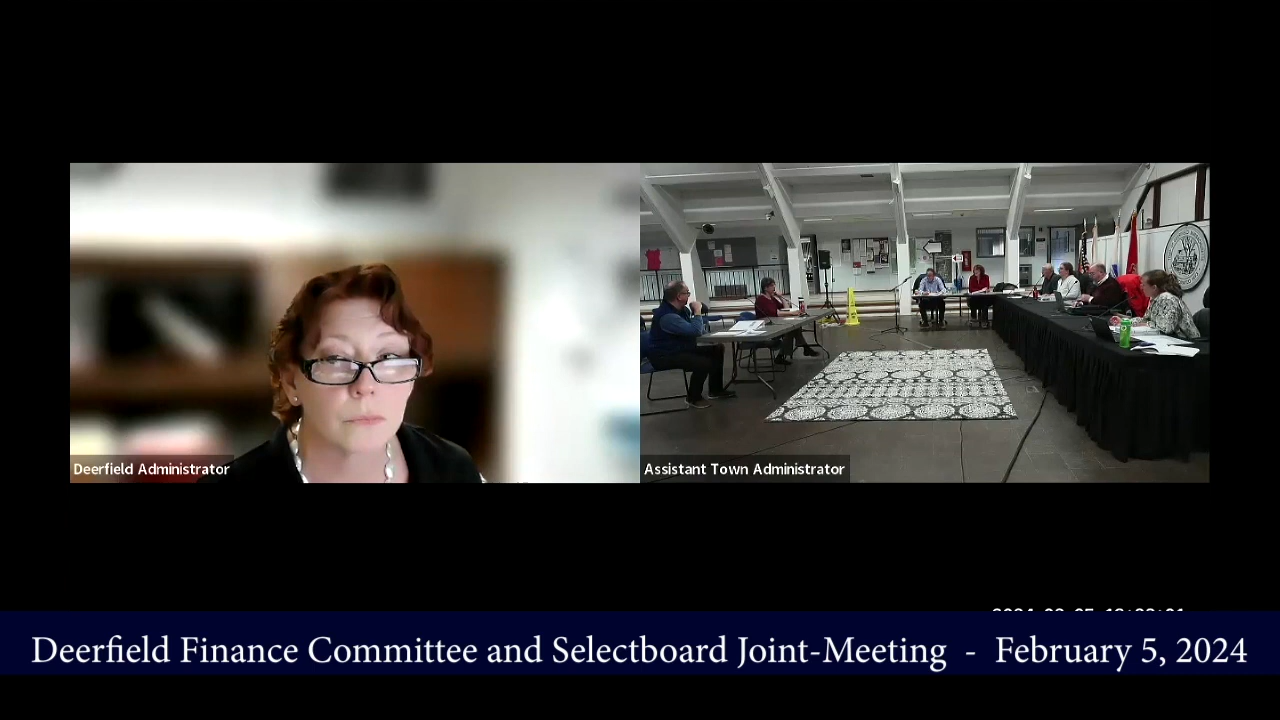 Deerfield Administrator
Assistant Town Administrator
Deerfield Finance Committee and Selectboard Joint-Meeting - February 5, 2024